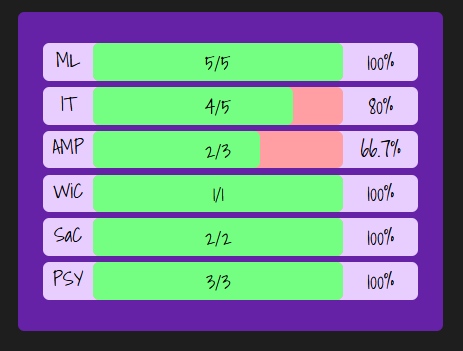 ML 5/5 100%
IT 4/5 80%
AMP 2/3 66.7%
WiC 1/1 100%
SaC 2/2 100%
PSY 3/3 100%